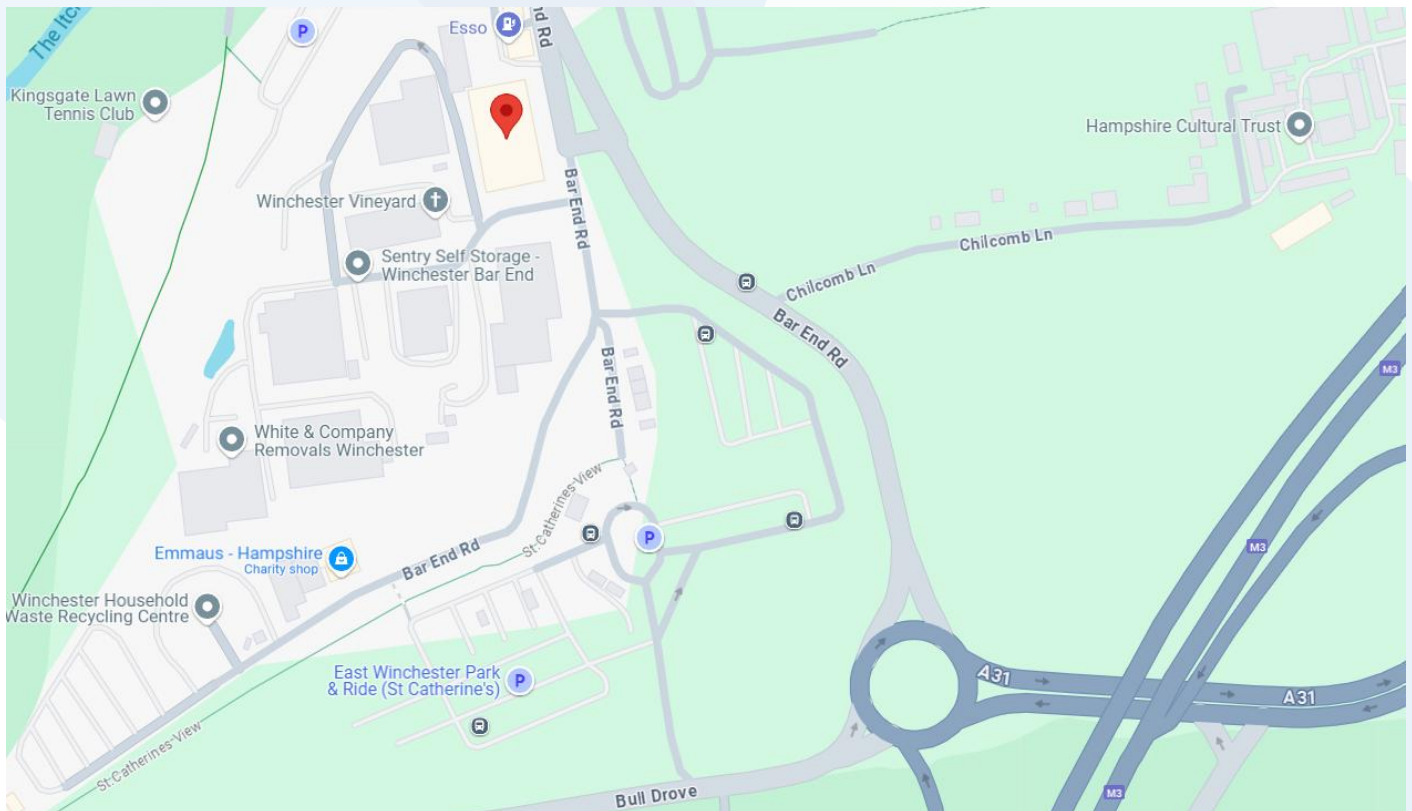 The Itc
P
Esso
nd Rd
Kingsgate Lawn
Tennis Club
Hampshire Cultural Trust
Bar End Rd
Winchester Vineyard
Chilcomb Ln
Sentry Self Storage -
Winchester Bar End
Chilcomb Ln
Bar End Rd
Bar End Rd
M3
White & Company
Removals Winchester
St Catherines View
P
M3
Bar End Rd
Emmaus - Hampshire
Charity shop
Winchester Household
Waste Recycling Centre
East Winchester Park
& Ride (St Catherine's)
P
A31
A31
St Catherines View
Bull Drove
M3